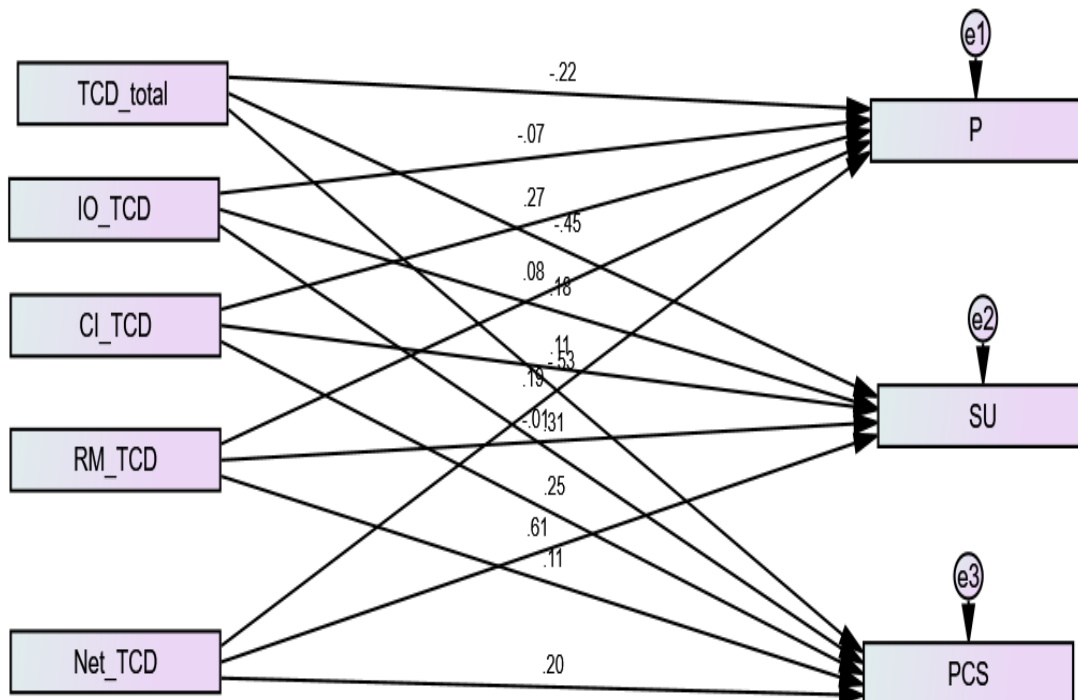 e1
TCD_total
-.22
P
-.07
IO_TCD
.27
-.45
.08
.18
CI_TCD
e2
.11
-.53
.19
SU
-.01
.31
RM_TCD
.25
.61
.11
e3
Net_TCD
.20
PCS